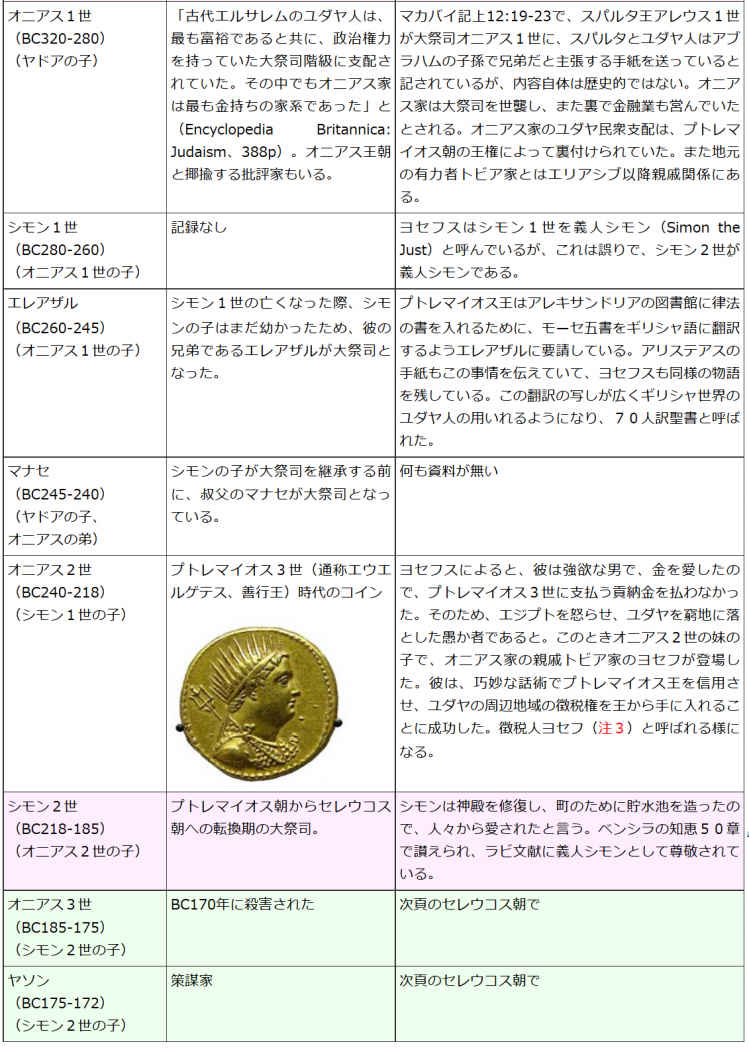 オニアス１世
（BC320-280）
（ヤドアの子）
「古代エルサレムのユダヤ人は、
最も富裕であると共に、政治権力
を持っていた大祭司階級に支配さ
れていた。その中でもオニアス家
は最も金持ちの家系であった」と
（Encyclopedia Britannica:
Judaism、388p）。オニアス王朝
と揶揄する批評家もいる。
マカバイ記上12:19-23で、スパルタ王アレウス１世
が大祭司オニアス１世に、スパルタとユダヤ人はアブ
ラハムの子孫で兄弟だと主張する手紙を送っていると
記されているが、内容自体は歴史的ではない。オニア
ス家は大祭司を世襲し、また裏で金融業も営んでいた
とされる。オニアス家のユダヤ民衆支配は、プトレマ
イオス朝の王権によって裏付けられていた。また地元
の有力者トビア家とはエリアシブ以降親戚関係にあ
る。
シモン１世
（BC280-260）
（オニアス１世の子）
記録なし
ヨセフスはシモン１世を義人シモン（Simon the
Just）と呼んでいるが、これは誤りで、シモン２世が
義人シモンである。
エレアザル
（BC260-245）
（オニアス１世の子）
シモン１世の亡くなった際、シモ
ンの子はまだ幼かったため、彼の
兄弟であるエレアザルが大祭司と
なった。
プトレマイオス王はアレキサンドリアの図書館に律法
の書を入れるために、モーセ五書をギリシャ語に翻訳
するようエレアザルに要請している。アリステアスの
手紙もこの事情を伝えていて、ヨセフスも同様の物語
を残している。この翻訳の写しが広くギリシャ世界の
ユダヤ人の用いれるようになり、７０人訳聖書と呼ば
れた。
マナセ
（BC245-240）
（ヤドアの子、
オニアスの弟）
シモンの子が大祭司を継承する前
に、叔父のマナセが大祭司となっ
ている。
何も資料が無い
オニアス２世
（BC240-218）
（シモン１世の子）
プトレマイオス３世（通称エウエ
ルゲテス、善行王）時代のコイン
ヨセフスによると、彼は強欲な男で、金を愛したの
で、プトレマイオス３世に支払う貢納金を払わなかっ
た。そのため、エジプトを怒らせ、ユダヤを窮地に落
とした愚か者であると。このときオニアス２世の妹の
子で、オニアス家の親戚トビア家のヨセフが登場し
た。彼は、巧妙な話術でプトレマイオス王を信用さ
せ、ユダヤの周辺地域の徴税権を王から手に入れるこ
とに成功した。徴税人ヨセフ（注３）と呼ばれる様に
なる。
シモン２世
（BC218-185）
（オニアス２世の子）
プトレマイオス朝からセレウコス
朝への転換期の大祭司。
シモンは神殿を修復し、町のために貯水池を造ったの
で、人々から愛されたと言う。ベンシラの知恵５０章
で讃えられ、ラビ文献に義人シモンとして尊敬されて
いる。
オニアス３世
（BC185-175）
（シモン２世の子）
BC170年に殺害された
次頁のセレウコス朝で
ヤソン
（BC175-172）
（シモン２世の子）
策謀家
次頁のセレウコス朝で